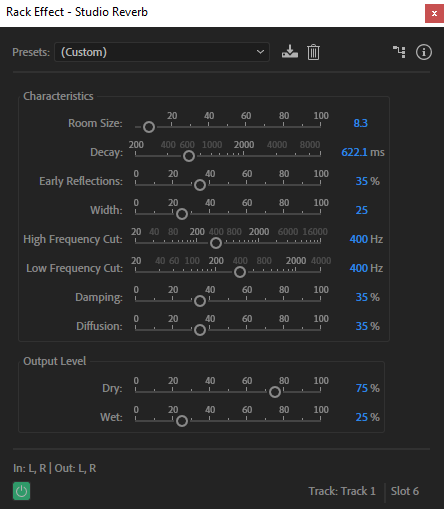 Rack Effect - Studio Reverb x
Presets: (Custom)
Characteristics
20 40 60 80 100
Room Size: 8.3
200 400 600 1000 2000 4000 8000
Decay: 622.1 ms
0 20 40 60 80 100
Early Reflections: 35 %
0 20 40 60 80 100
Width: 25
20 40 80 200 400 800 2000 6000 16000
High Frequency Cut: 400 Hz
20 40 60 100 200 400 800 2000 4000
Low Frequency Cut: 400 Hz
0 20 40 60 80 100
Damping: 35 %
0 20 40 60 80 100
Diffusion: 35 %
Output Level
0 20 40 60 80 100
Dry: 75 %
0 20 40 60 80 100
Wet: 25 %
In: L, R | Out: L, R
Track: Track 1 Slot 6